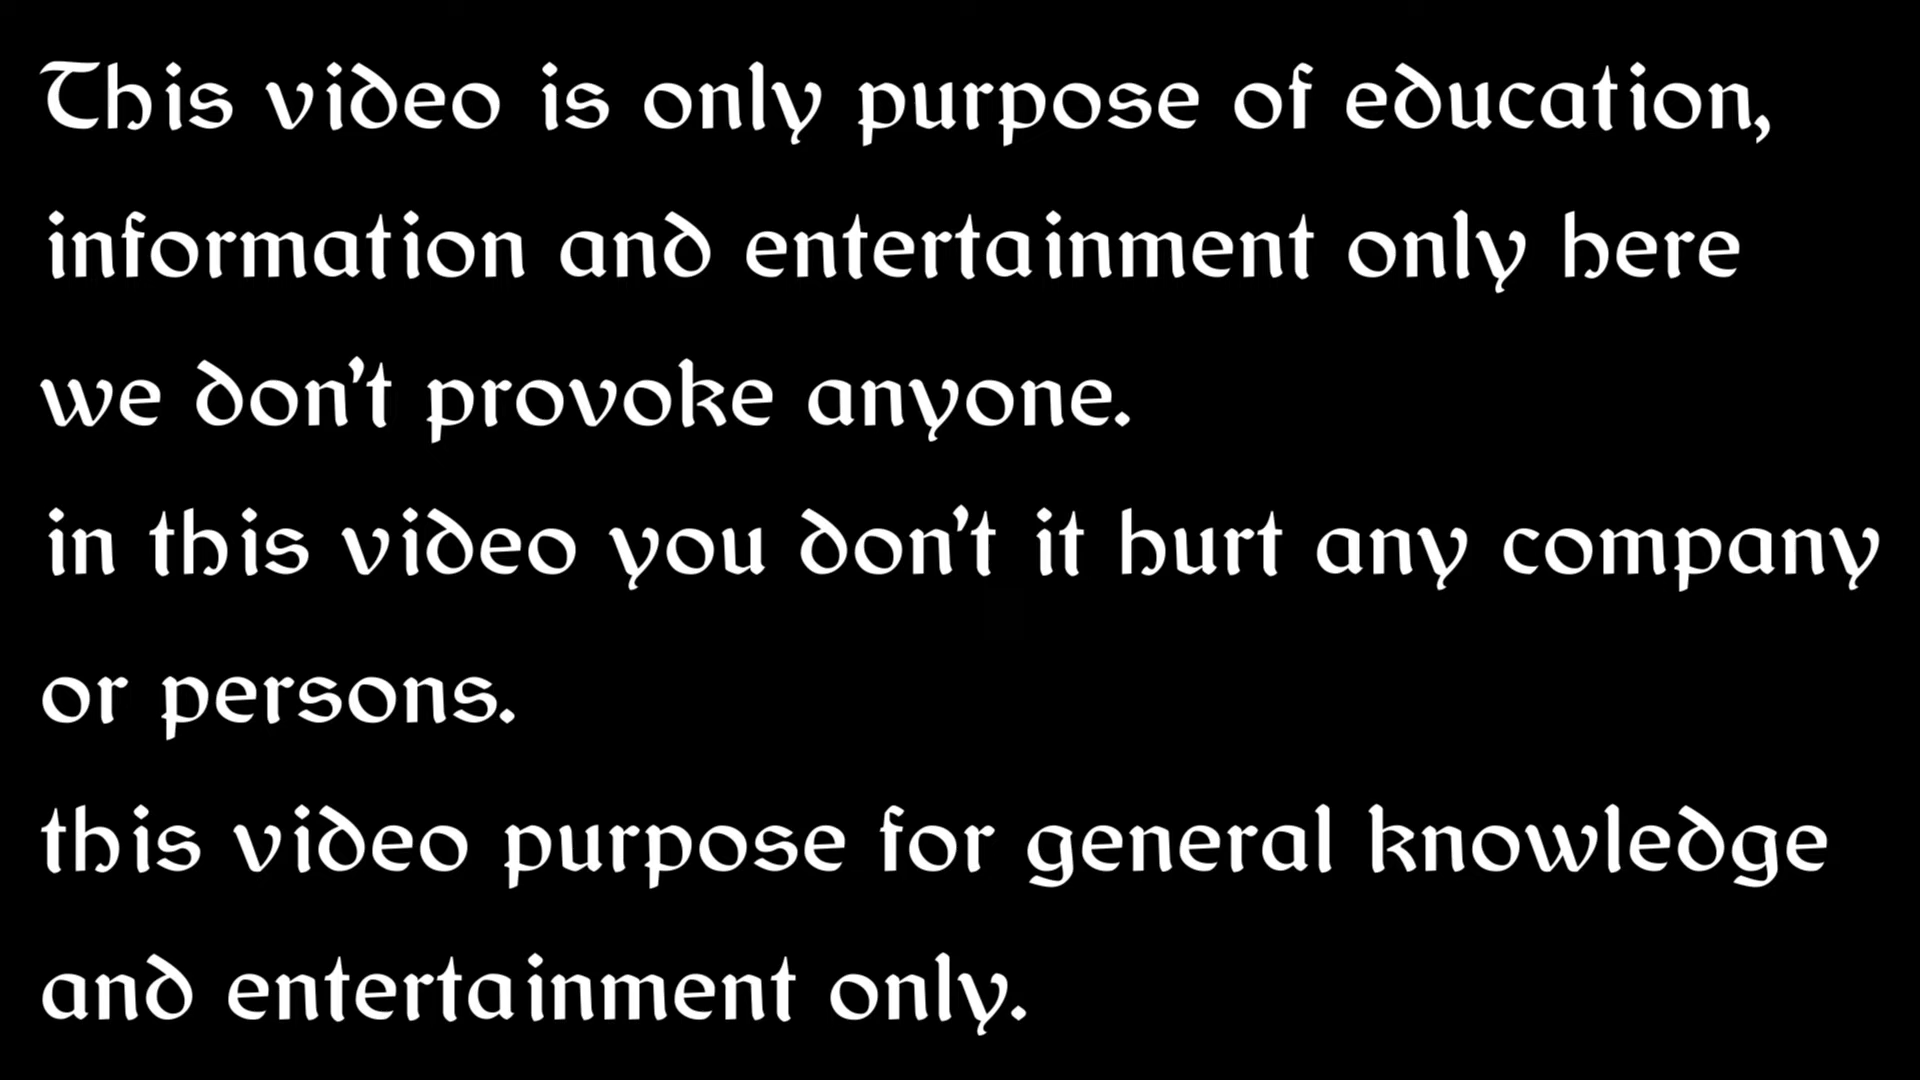 This video is only purpose of education,
information and entertainment only here
we don't provoke anyone.
in this video you don't it hurt any company
or persons.
this video purpose for general knowledge
and entertainment only.